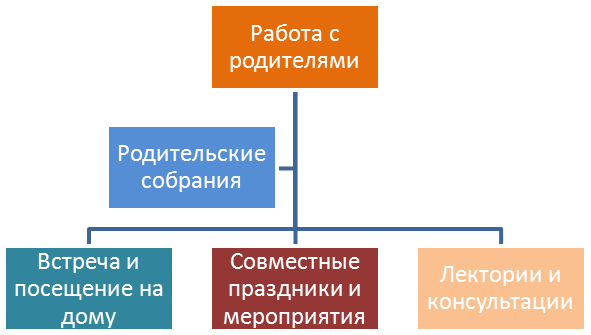 Работа с
родителями
Родительские
собрания
Встреча и
посещение на
дому
Совместные
праздники и
мероприятия
Лектории и
консультации